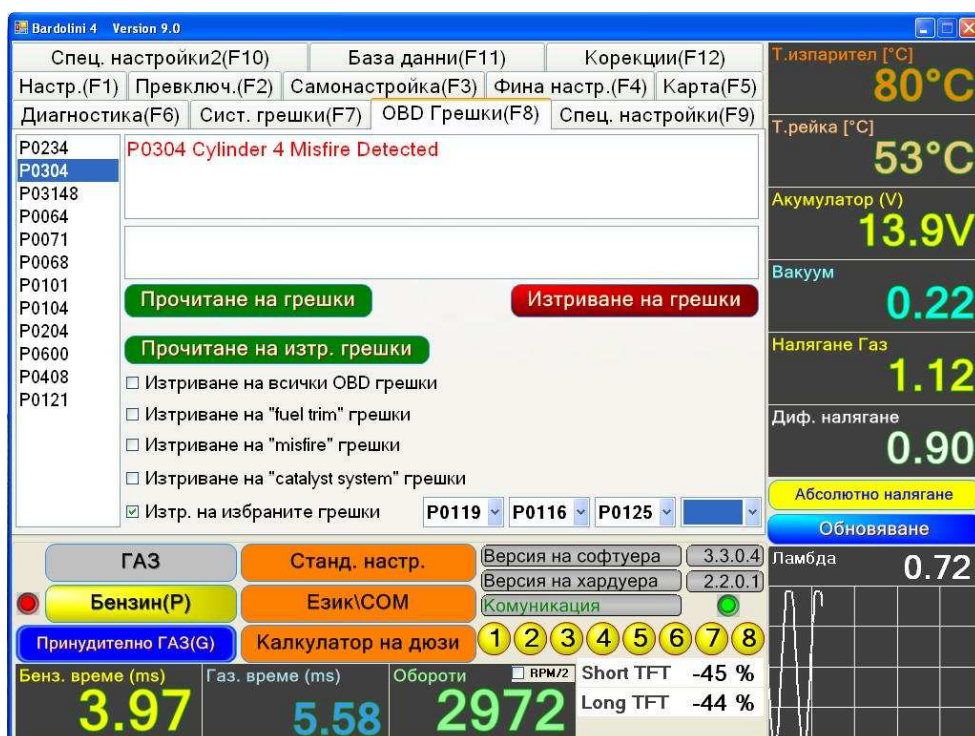 Bardolini 4 Version 9.0
Спец. настройки2(F10) База данни(F11) Корекции(F12)
Настр.(F1) Превключ.(F2) Самонастройка(F3) Фина настр.(F4) Карта(F5)
Диагностика(F6) Сист. грешки(F7) OBD Грешки(F8) Спец. настройки(F9)
P0234
P0304
P03148
P0064
P0071
P0068
P0101
P0104
P0204
P0600
P0408
P0121
P0304 Cylinder 4 Misfire Detected
Прочитане на грешки Изтриване на грешки
Прочитане на изтр. грешки
Изтриване на всички OBD грешки
Изтриване на "fuel trim" грешки
Изтриване на "misfire" грешки
Изтриване на "catalyst system" грешки
Изтр. на избраните грешки P0119 P0116 P0125
Т.изпарител [°C]
80°C
Т.рейка [°C]
53°C
Акумулатор (V)
13.9V
Вакуум
0.22
Налягане Газ
1.12
Диф. налягане
0.90
Абсолютно налягане
Обновяване
Ламбда 0.72
ГАЗ Станд. настр. Версия на софтуера 3.3.0.4
Версия на хардуера 2.2.0.1
Бензин(P) Език\COM Комуникация
Принудително ГАЗ(G) Калкулатор на дюзи 1 2 3 4 5 6 7 8
Бенз. време (ms) Газ. време (ms) Обороти RPM/2 Short TFT -45 %
3.97 5.58 2972 Long TFT -44 %